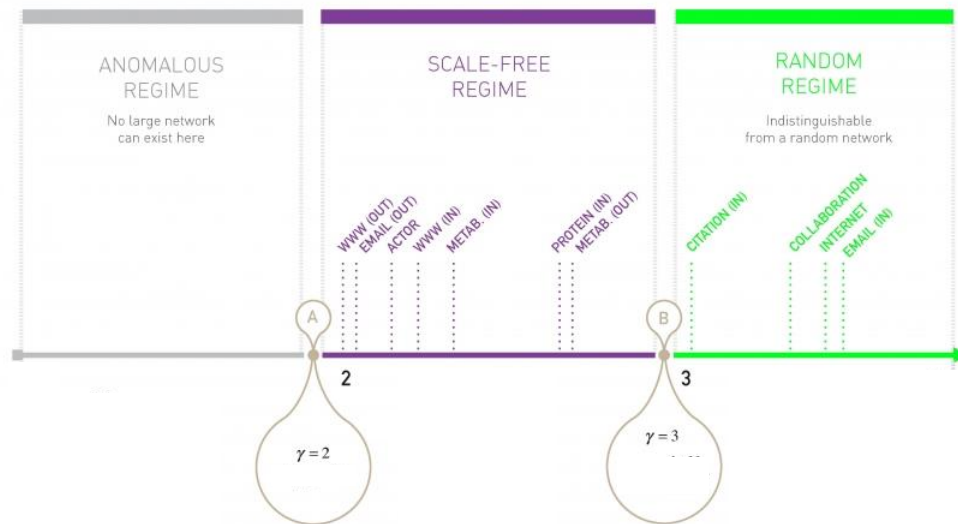 ANOMALOUS
REGIME
No large network
can exist here
SCALE-FREE
REGIME
RANDOM
REGIME
Indistinguishable
from a random network
WWW (OUT)
EMAIL (OUT)
ACTOR
WWW (IN)
METAB. (IN)
PROTEIN (IN)
METAB. (OUT)
CITATION (IN)
COLLABORATION
INTERNET
EMAIL (IN)
A
B
2
3
γ = 2
γ = 3